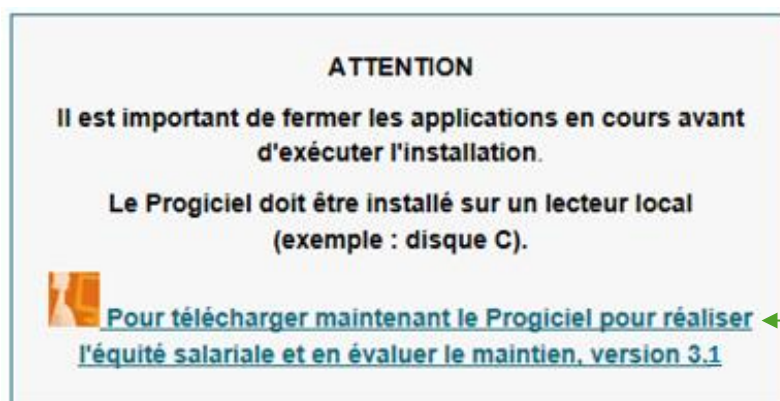 ATTENTION
Il est important de fermer les applications en cours avant
d'exécuter l'installation.
Le Progiciel doit être installé sur un lecteur local
(exemple : disque C).
Pour télécharger maintenant le Progiciel pour réaliser
l'équité salariale et en évaluer le maintien, version 3.1